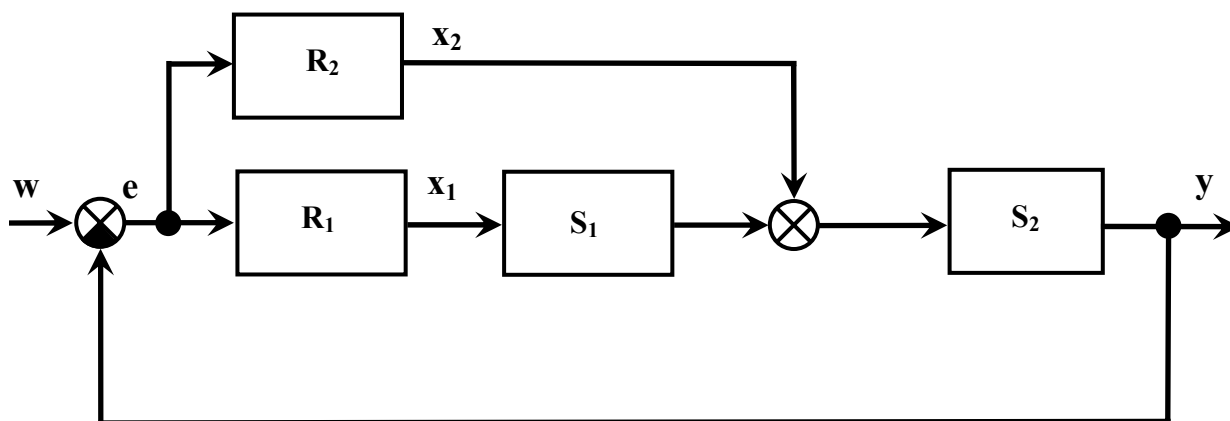 R₂
x₂
w
e
R₁
x₁
S₁
S₂
y